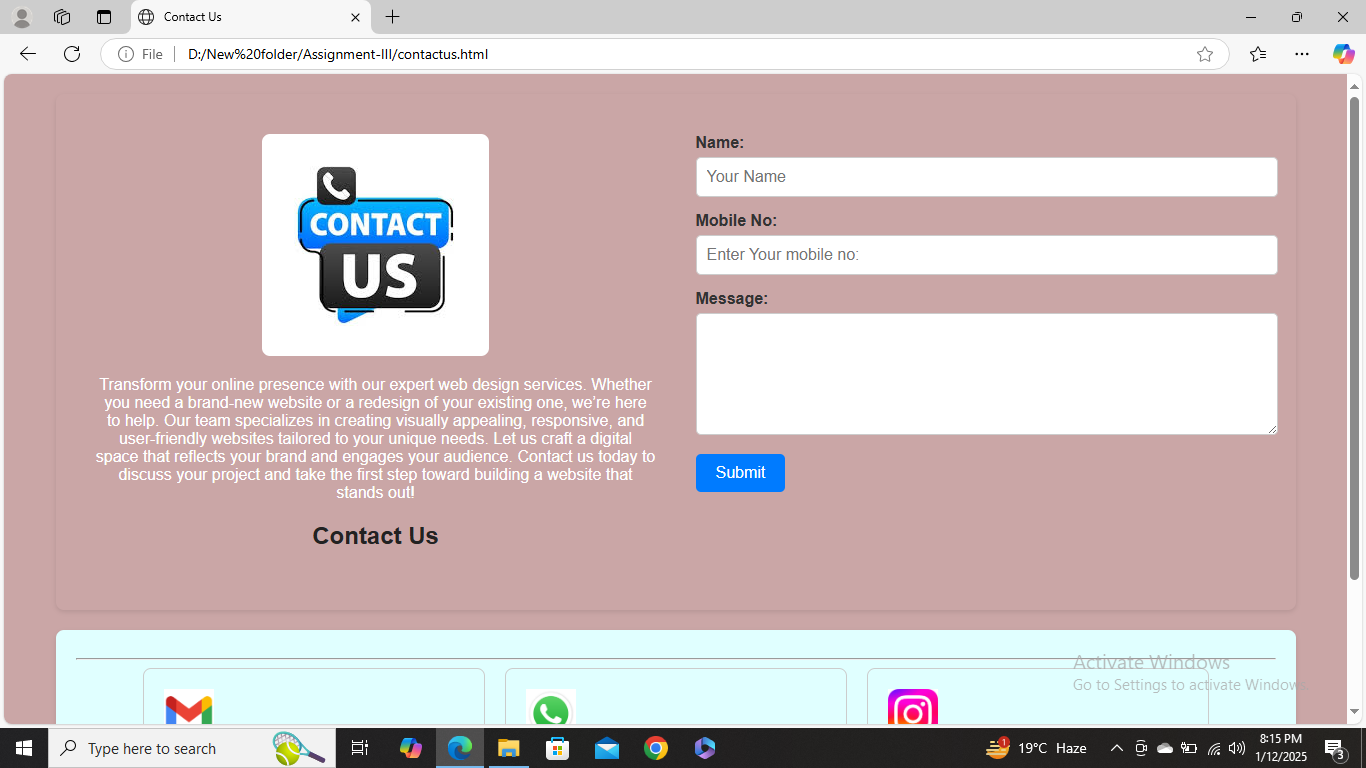 Contact Us
File
D:/New%20folder/Assignment-III/contactus.html
CONTACT
US
Transform your online presence with our expert web design services. Whether
you need a brand-new website or a redesign of your existing one, we're here
to help. Our team specializes in creating visually appealing, responsive, and
user-friendly websites tailored to your unique needs. Let us craft a digital
space that reflects your brand and engages your audience. Contact us today to
discuss your project and take the first step toward building a website that
stands out!
Contact Us
Name:
Your Name
Mobile No:
Enter Your mobile no:
Message:
Submit
Activate Windows
Go to Settings to activate Windows.
Type here to search
1
19°C Haze
8:15 PM
1/12/2025
3